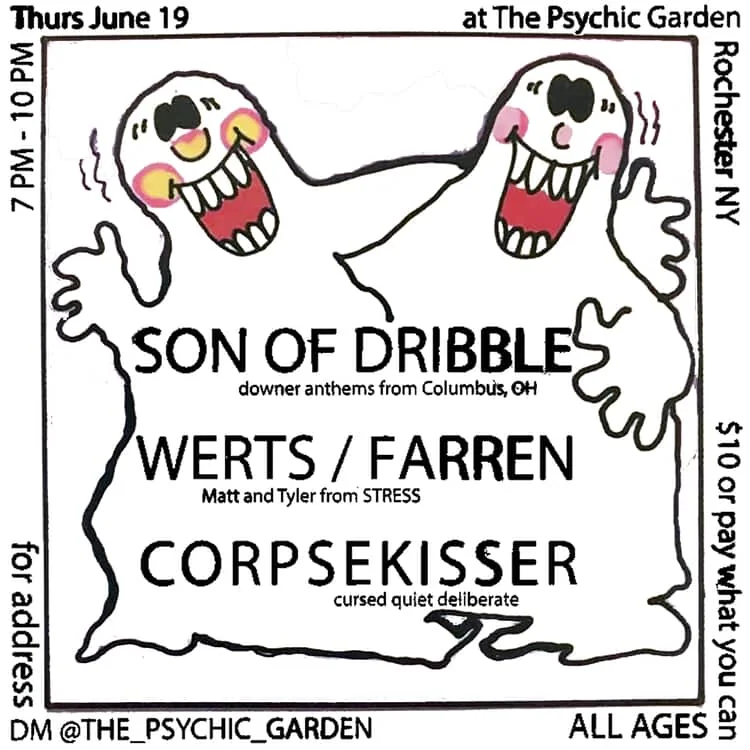 Thurs June 19
at The Psychic Garden
7 PM - 10 PM
Rochester NY
SON OF DRIBBLE
downer anthems from Columbus, OH
WERTS / FARREN
Matt and Tyler from STRESS
CORPSEKISSER
cursed quiet deliberate
$10 or pay what you can
for address
DM @THE_PSYCHIC_GARDEN
ALL AGES